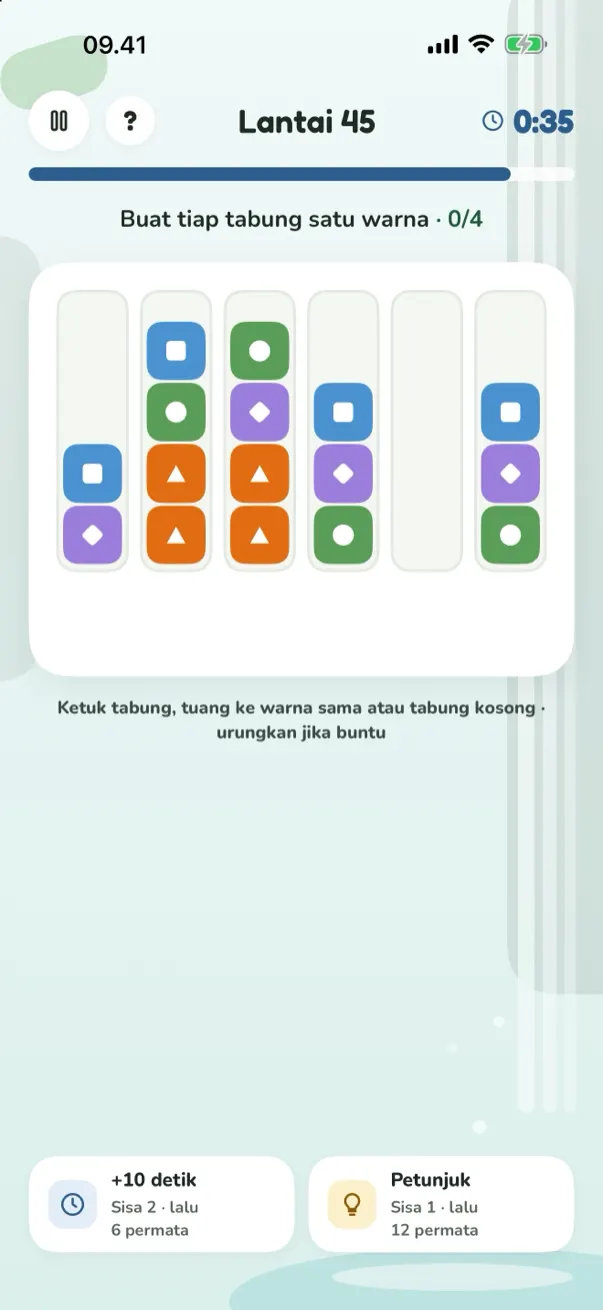 09.41
?
Lantai 45
0:35
Buat tiap tabung satu warna · 0/4
Ketuk tabung, tuang ke warna sama atau tabung kosong ·
urungkan jika buntu
+10 detik
Sisa 2 · lalu
6 permata
Petunjuk
Sisa 1 · lalu
12 permata